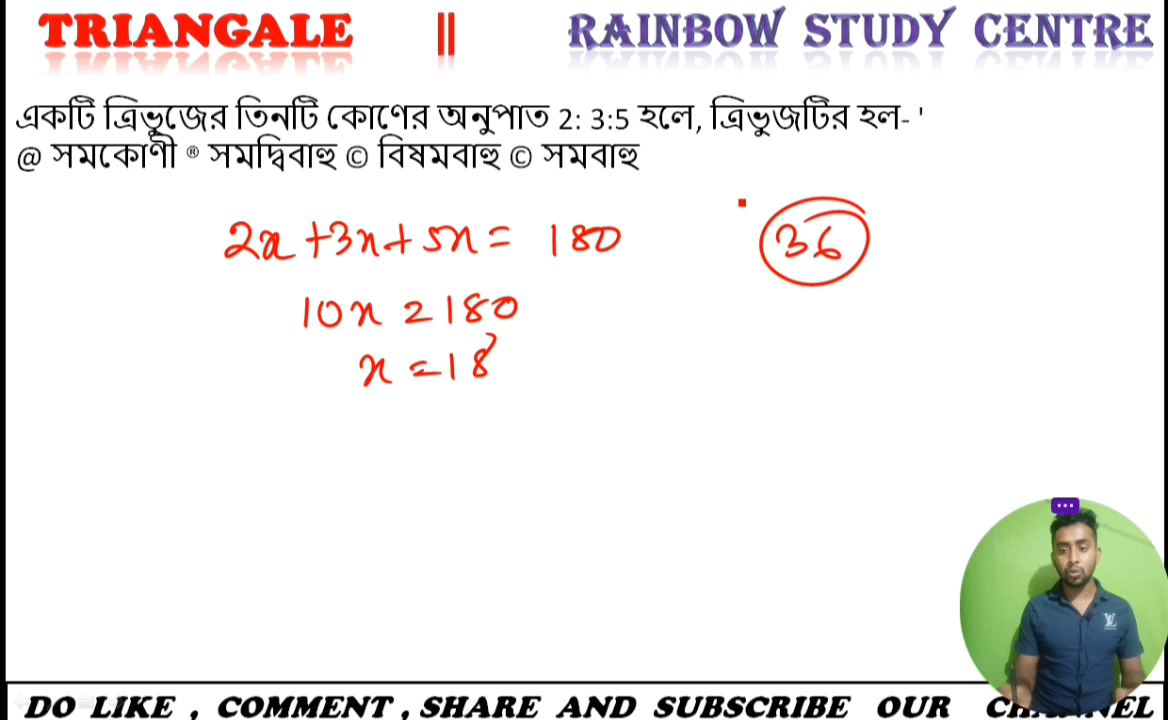 TRIANGALE || RAINBOW STUDY CENTRE
একটি ত্রিভুজের তিনটি কোণের অনুপাত 2: 3:5 হলে, ত্রিভুজটির হল- '
@ সমকোণী ® সমদ্বিবাহু © বিষমবাহু © সমবাহু
2x+3x+5x= 180
36
10x = 180
x = 18
DO LIKE , COMMENT , SHARE AND SUBSCRIBE OUR